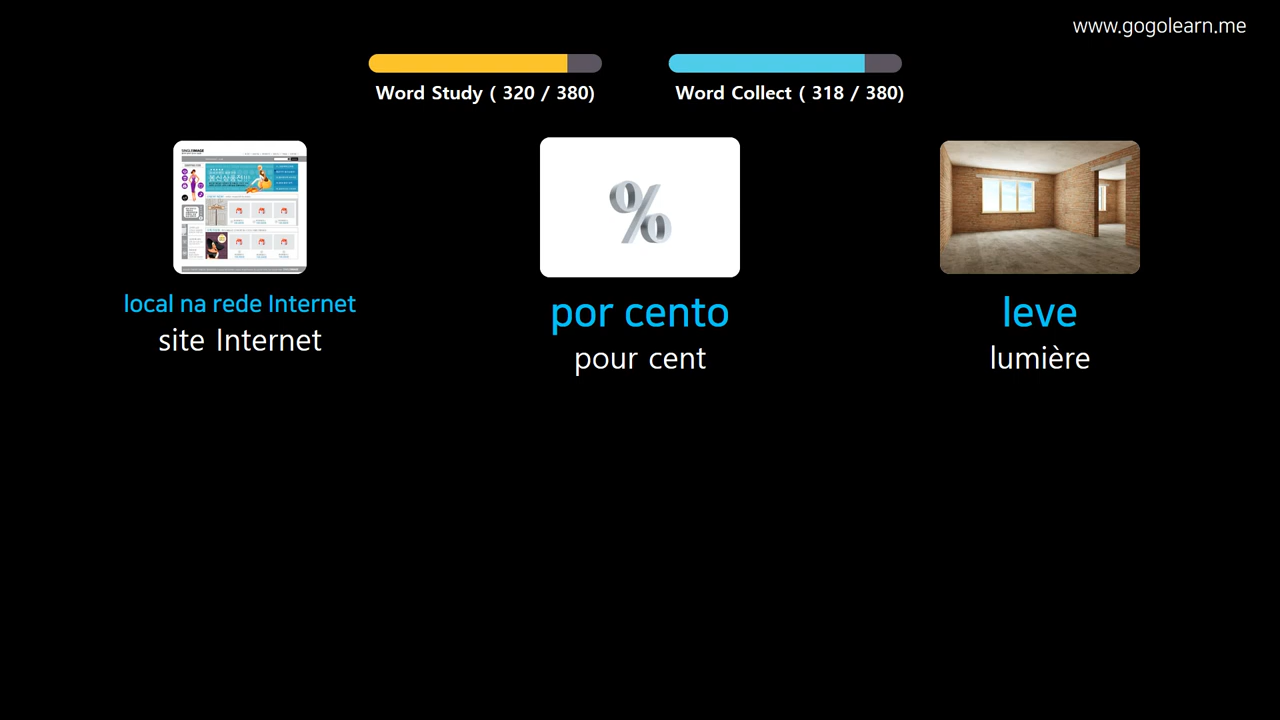 www.gogolearn.me
Word Study ( 320 / 380)
Word Collect ( 318 / 380)
%
local na rede Internet
site Internet
por cento
pour cent
leve
lumière